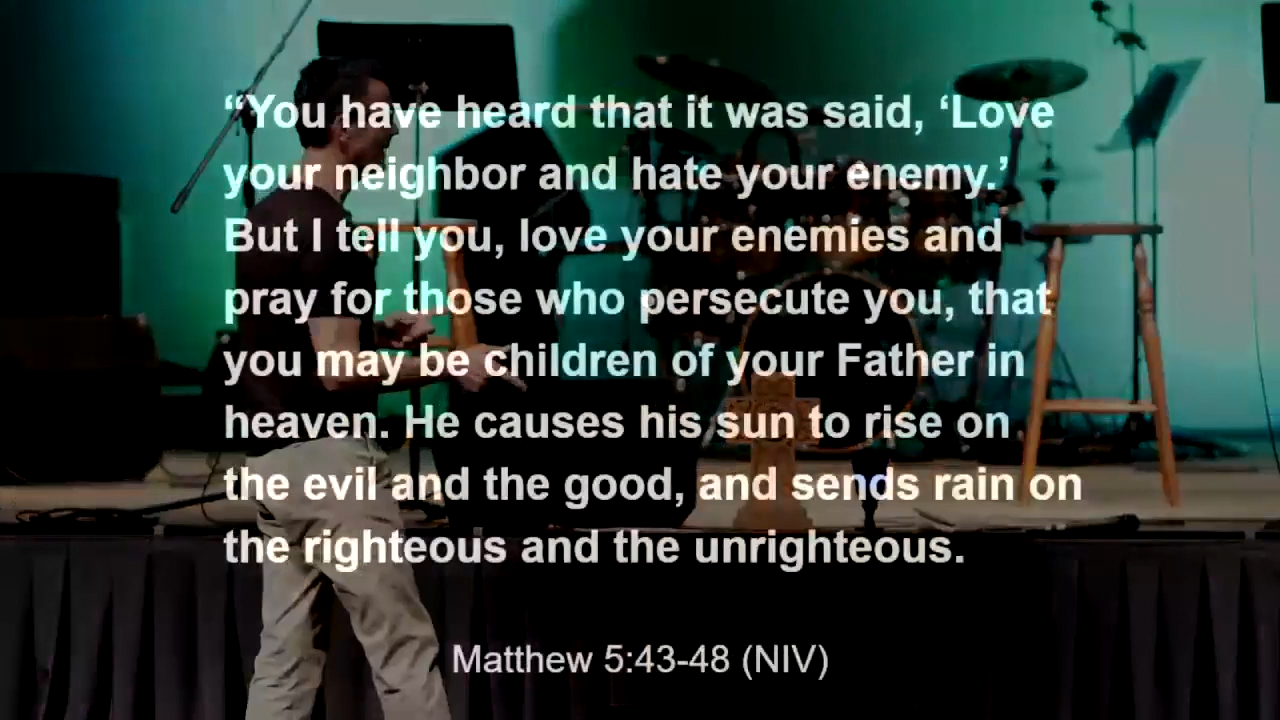 “You have heard that it was said, ‘Love
your neighbor and hate your enemy.’
But I tell you, love your enemies and
pray for those who persecute you, that
you may be children of your Father in
heaven. He causes his sun to rise on
the evil and the good, and sends rain on
the righteous and the unrighteous.
Matthew 5:43-48 (NIV)